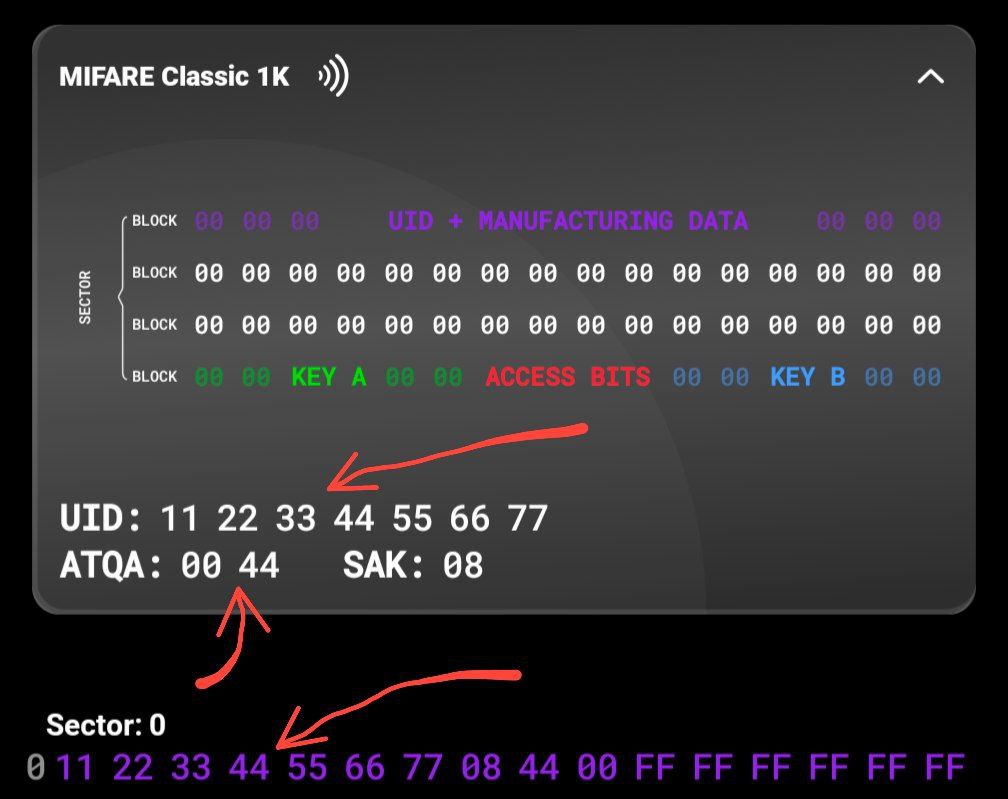 MIFARE Classic 1K
SECTOR
BLOCK 00 00 00 UID + MANUFACTURING DATA 00 00 00
BLOCK 00 00 00 00 00 00 00 00 00 00 00 00 00 00 00 00
BLOCK 00 00 00 00 00 00 00 00 00 00 00 00 00 00 00 00
BLOCK 00 00 KEY A 00 00 ACCESS BITS 00 00 KEY B 00 00
UID: 11 22 33 44 55 66 77
ATQA: 00 44 SAK: 08
Sector: 0
0 11 22 33 44 55 66 77 08 44 00 FF FF FF FF FF FF